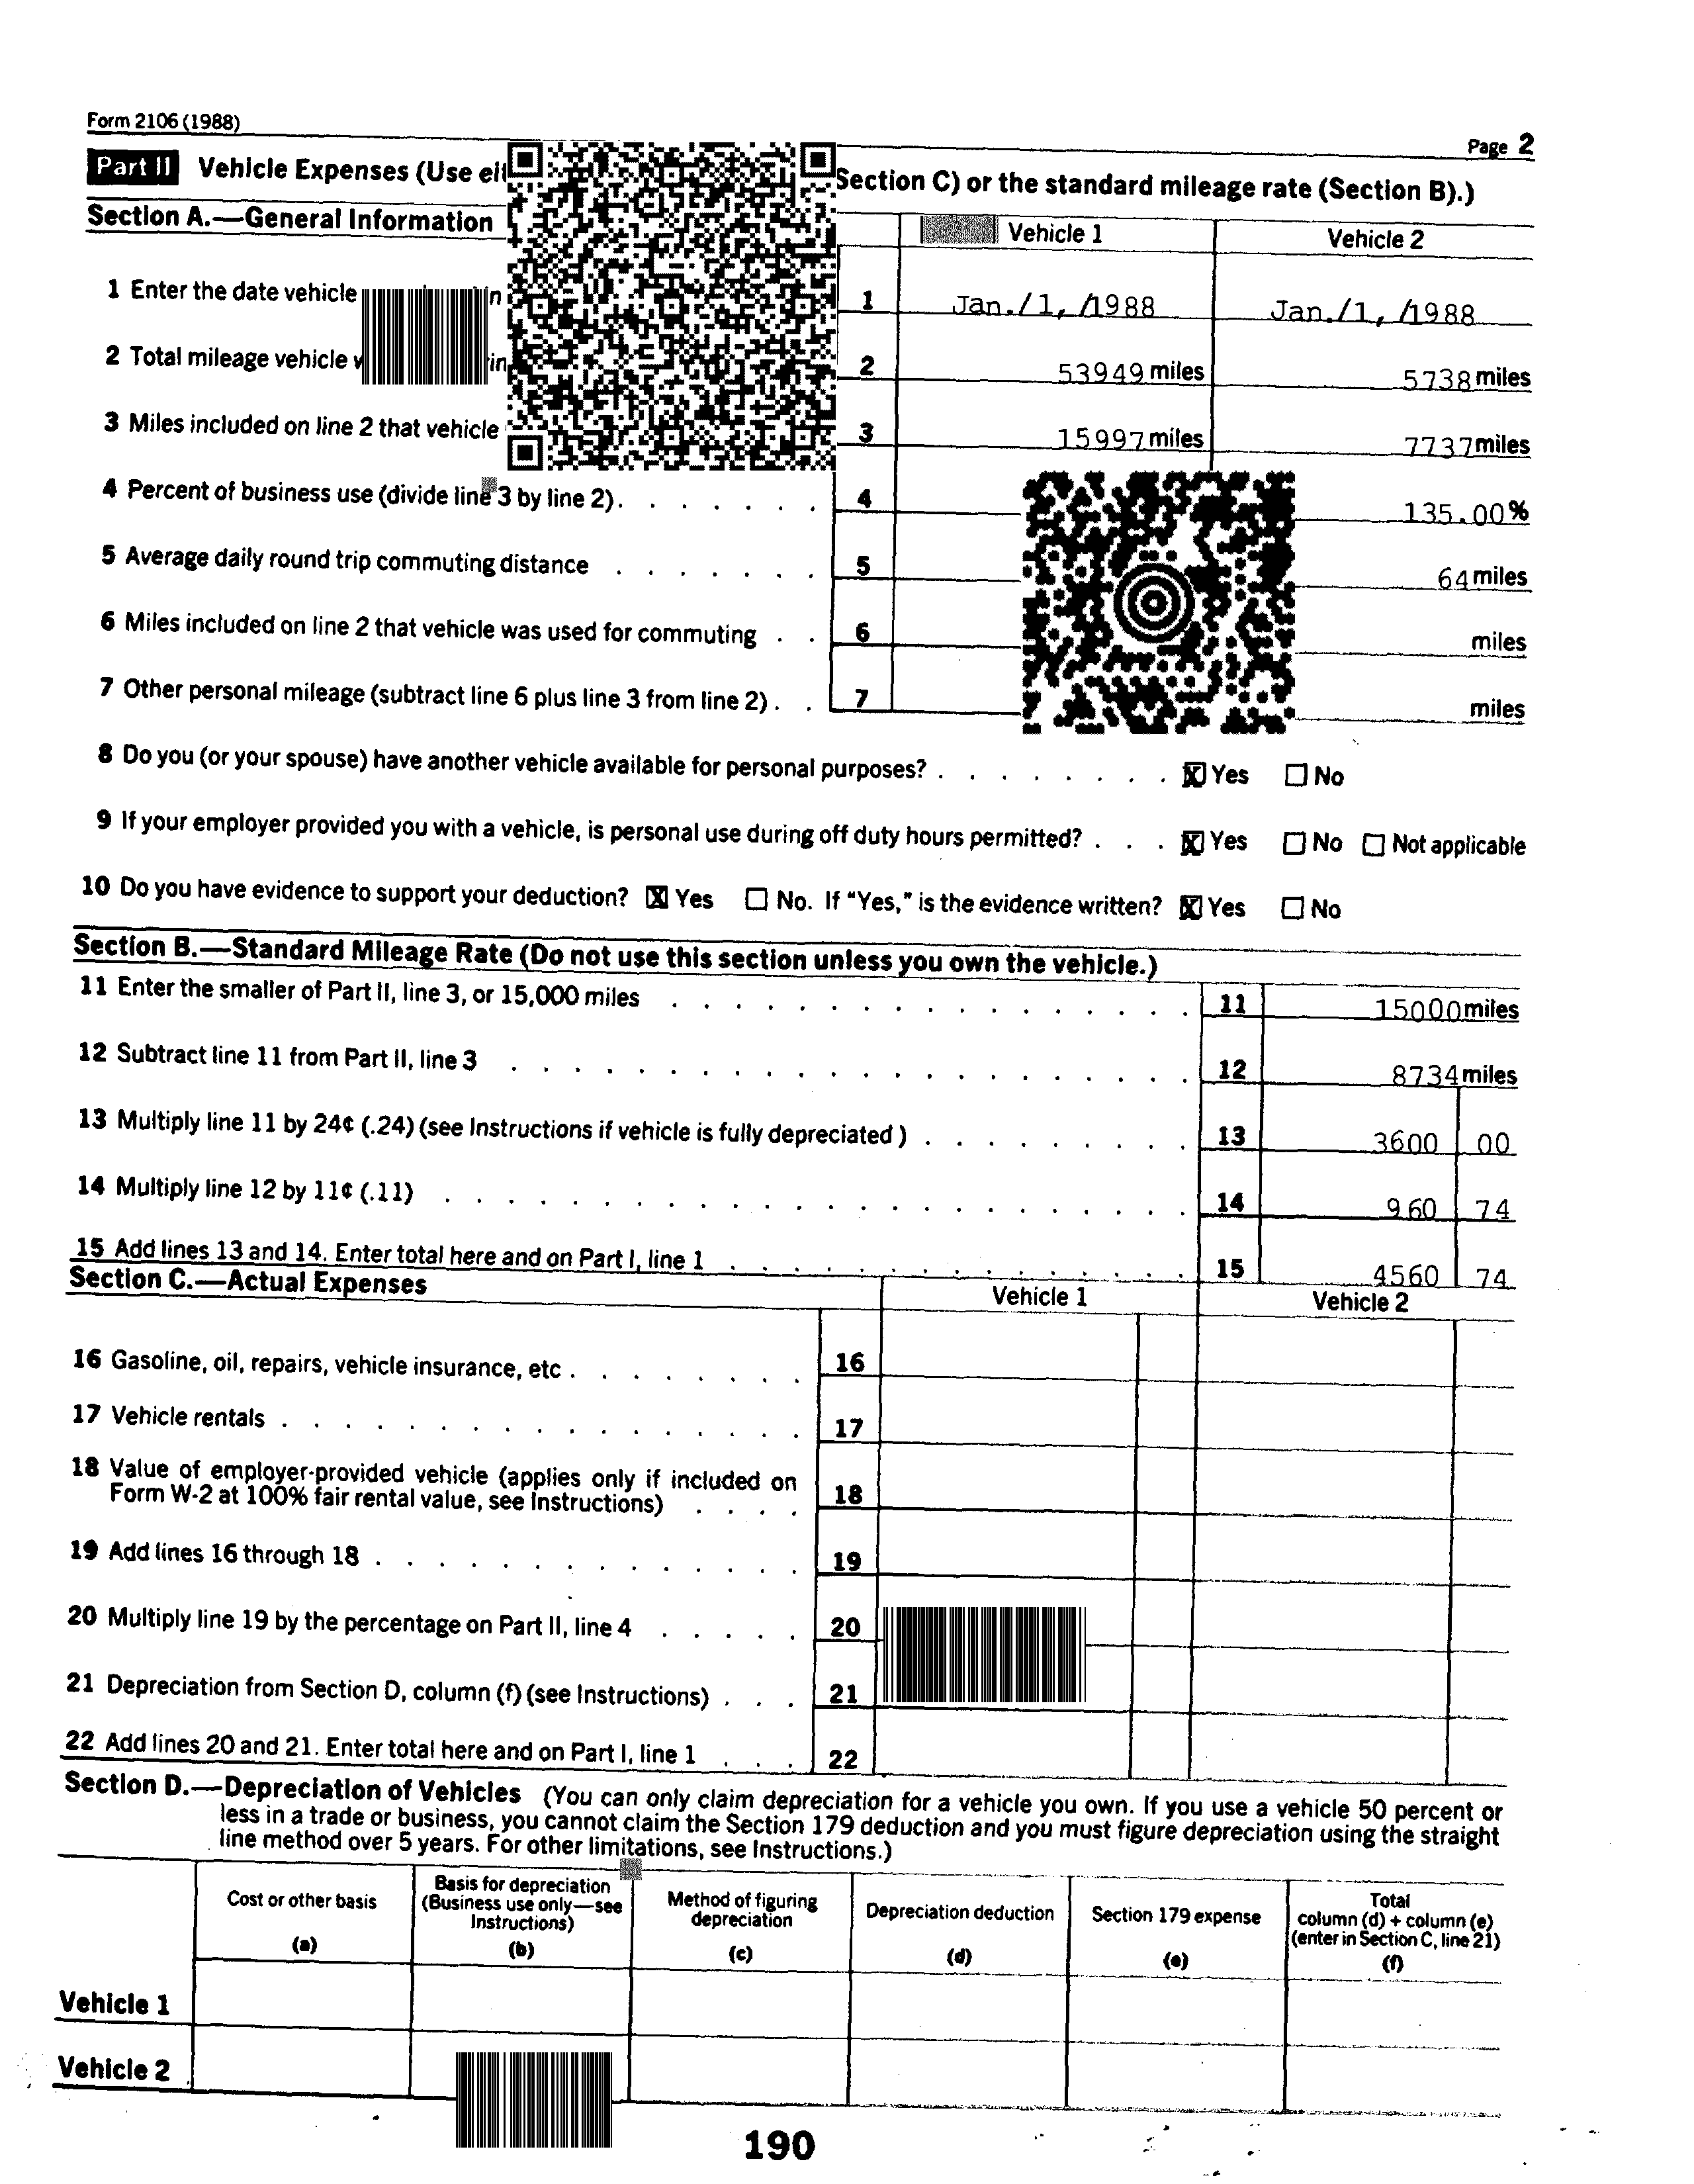 Form 2106 (1988)
Page 2
Part II Vehicle Expenses (Use Section C) or the standard mileage rate (Section B).)
Section A.—General Information Vehicle 1 Vehicle 2
1 Enter the date vehicle 1 Jan./1, /1988 Jan./1, /1988
2 Total mileage vehicle 2 53949 miles 5738 miles
3 Miles included on line 2 that vehicle 3 15997 miles 7737 miles
4 Percent of business use (divide line 3 by line 2). . . . . . . 4 135.00%
5 Average daily round trip commuting distance . . . . . . . 5 64 miles
6 Miles included on line 2 that vehicle was used for commuting . . 6 miles
7 Other personal mileage (subtract line 6 plus line 3 from line 2) . . 7 miles
8 Do you (or your spouse) have another vehicle available for personal purposes? . . . . . . . . ☒ Yes ☐ No
9 If your employer provided you with a vehicle, is personal use during off duty hours permitted? . . . ☒ Yes ☐ No ☐ Not applicable
10 Do you have evidence to support your deduction? ☒ Yes ☐ No. If "Yes," is the evidence written? ☒ Yes ☐ No
Section B.—Standard Mileage Rate (Do not use this section unless you own the vehicle.)
11 Enter the smaller of Part II, line 3, or 15,000 miles . . . . . . . . . . . . . . . . . 11 15000 miles
12 Subtract line 11 from Part II, line 3 . . . . . . . . . . . . . . . . . . . . . . 12 8734 miles
13 Multiply line 11 by 24¢ (.24) (see Instructions if vehicle is fully depreciated ) . . . . . . . . . 13 3600 00
14 Multiply line 12 by 11¢ (.11) . . . . . . . . . . . . . . . . . . . . . . . . 14 960 74
15 Add lines 13 and 14. Enter total here and on Part I, line 1 . . . . . . . . . . . . . . . 15 4560 74
Section C.—Actual Expenses Vehicle 1 Vehicle 2
16 Gasoline, oil, repairs, vehicle insurance, etc . . . . . . . . 16
17 Vehicle rentals . . . . . . . . . . . . . . . . . 17
18 Value of employer-provided vehicle (applies only if included on
Form W-2 at 100% fair rental value, see Instructions) . . . . 18
19 Add lines 16 through 18 . . . . . . . . . . . . . . 19
20 Multiply line 19 by the percentage on Part II, line 4 . . . . . 20
21 Depreciation from Section D, column (f) (see Instructions) . . . 21
22 Add lines 20 and 21. Enter total here and on Part I, line 1 . . . 22
Section D.—Depreciation of Vehicles (You can only claim depreciation for a vehicle you own. If you use a vehicle 50 percent or
less in a trade or business, you cannot claim the Section 179 deduction and you must figure depreciation using the straight
line method over 5 years. For other limitations, see Instructions.)
Cost or other basis
(a)
Basis for depreciation
(Business use only—see
Instructions)
(b)
Method of figuring
depreciation
(c)
Depreciation deduction
(d)
Section 179 expense
(e)
Total
column (d) + column (e)
(enter in Section C, line 21)
(f)
Vehicle 1
Vehicle 2
190